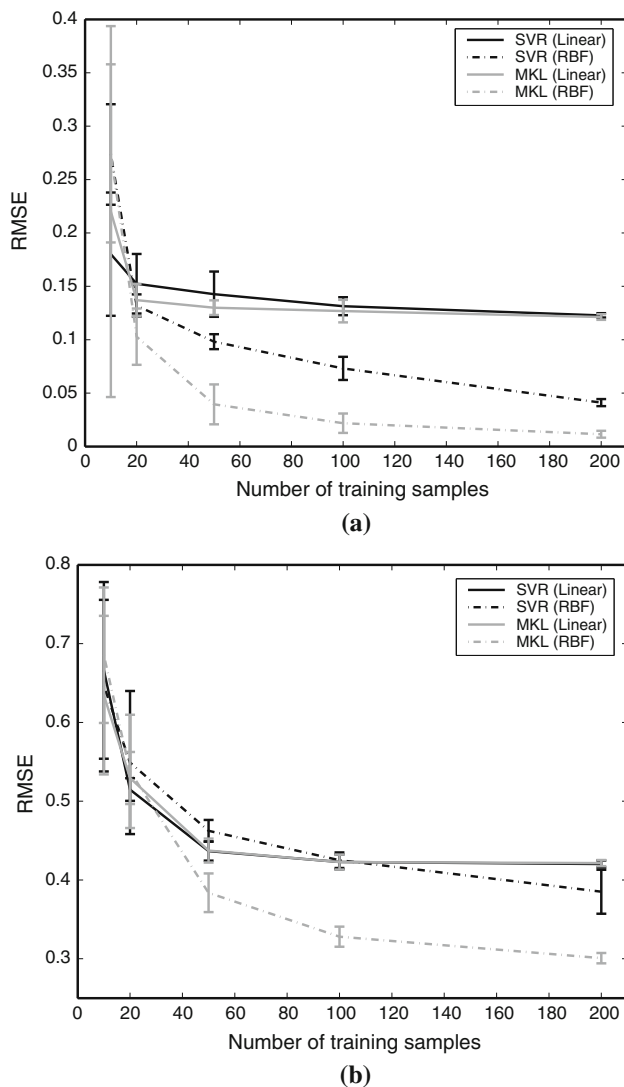 0.4
0.35
0.3
0.25
0.2
0.15
0.1
0.05
0
RMSE
SVR (Linear)
SVR (RBF)
MKL (Linear)
MKL (RBF)
0 20 40 60 80 100 120 140 160 180 200
Number of training samples
(a)
0.8
0.7
0.6
0.5
0.4
0.3
RMSE
SVR (Linear)
SVR (RBF)
MKL (Linear)
MKL (RBF)
0 20 40 60 80 100 120 140 160 180 200
Number of training samples
(b)